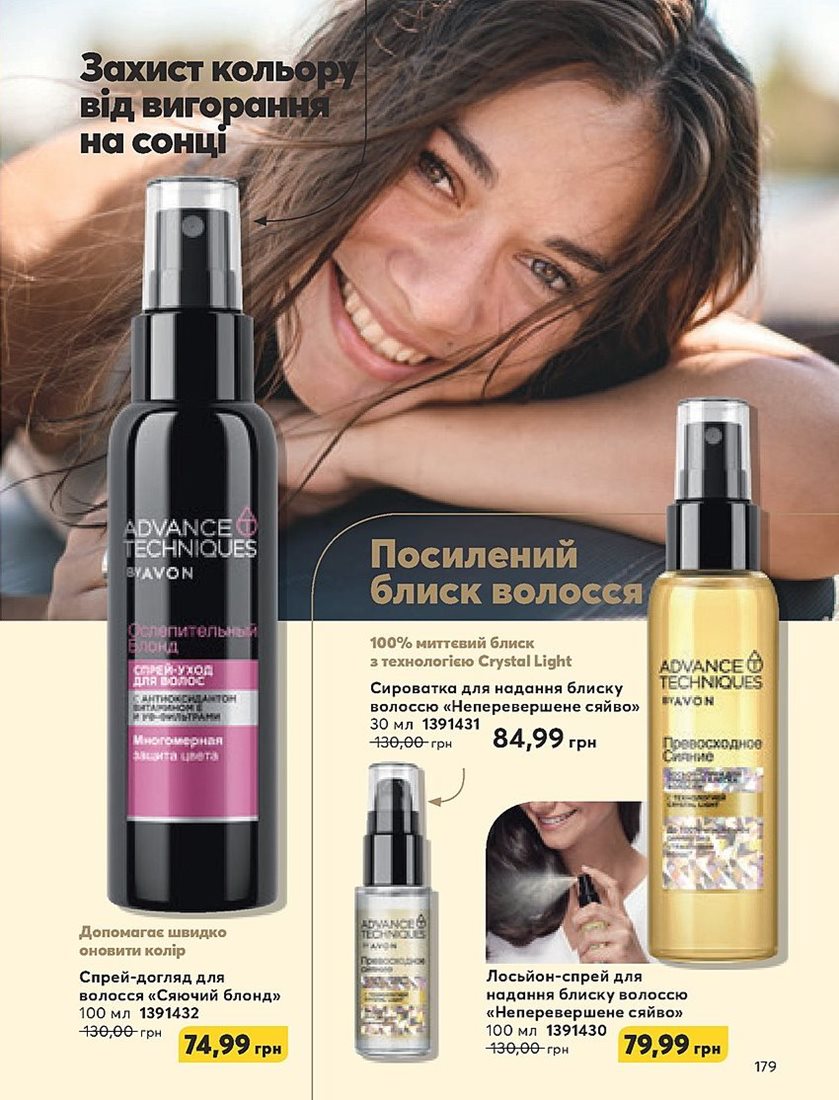 Захист кольору
від вигорання
на сонці
ADVANCE
TECHNIQUES
BY AVON
Ослепительный
Блонд
СПРЕЙ-УХОД
ДЛЯ ВОЛОС
С АНТИОКСИДАНТОМ
ВИТАМИНОМ Е
И УФ-ФИЛЬТРАМИ
Многомерная
защита цвета
Допомагає швидко
оновити колір
Спрей-догляд для
волосся «Сяючий блонд»
100 мл 1391432
130,00 грн
74,99 грн
Посилений
блиск волосся
100% миттєвий блиск
з технологією Crystal Light
Сироватка для надання блиску
волоссю «Неперевершене сяйво»
30 мл 1391431
130,00 грн 84,99 грн
ADVANCE
TECHNIQUES
BY AVON
Превосходное
сияние
ADVANCE
TECHNIQUES
BY AVON
Превосходное
Сияние
С ТЕХНОЛОГИЕЙ
CRYSTAL LIGHT
Лосьйон-спрей для
надання блиску волоссю
«Неперевершене сяйво»
100 мл 1391430
130,00 грн
79,99 грн
179